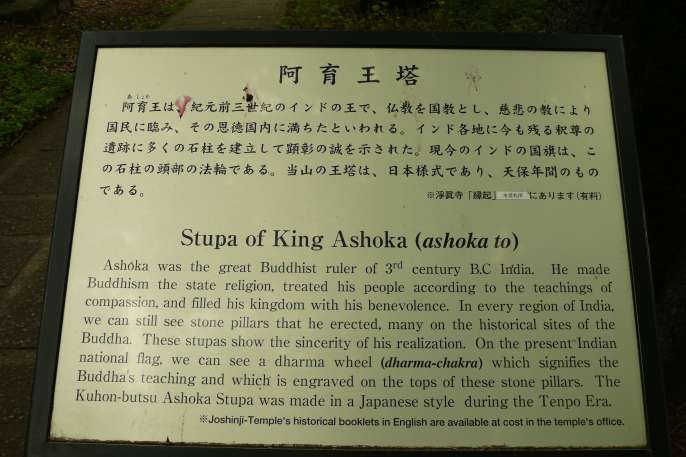 阿育王塔
あしょか
阿育王は、紀元前三世紀のインドの王で、仏教を国教とし、慈悲の教により
国民に臨み、その恩徳国内に満ちたといわれる。インド各地に今も残る釈尊の
遺跡に多くの石柱を建立して顕彰の誠を示された。現今のインドの国旗は、こ
の石柱の頭部の法輪である。当山の王塔は、日本様式であり、天保年間のもの
である。
※淨眞寺「縁起」 にあります(有料)
Stupa of King Ashoka (ashoka to)
Ashoka was the great Buddhist ruler of 3rd century B.C India. He made
Buddhism the state religion, treated his people according to the teachings of
compassion, and filled his kingdom with his benevolence. In every region of India,
we can still see stone pillars that he erected, many on the historical sites of the
Buddha. These stupas show the sincerity of his realization. On the present Indian
national flag, we can see a dharma wheel (dharma-chakra) which signifies the
Buddha's teaching and which is engraved on the tops of these stone pillars. The
Kuhon-butsu Ashoka Stupa was made in a Japanese style during the Tenpo Era.
※Joshinji-Temple's historical booklets in English are available at cost in the temple's office.